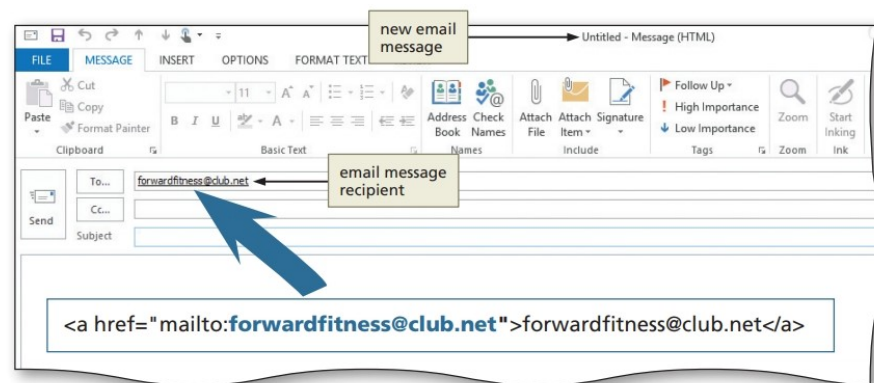 new email
message
Untitled - Message (HTML)
FILE MESSAGE INSERT OPTIONS FORMAT TEXT
Cut
Copy
Format Painter
Paste
Clipboard
11
B I U
Basic Text
Address Book
Check Names
Names
Attach File
Attach Item
Signature
Include
Follow Up
High Importance
Low Importance
Tags
Zoom
Zoom
Start Inking
Ink
To... forwardfitness@club.net
email message
recipient
Cc...
Send
Subject
<a href="mailto:forwardfitness@club.net">forwardfitness@club.net</a>